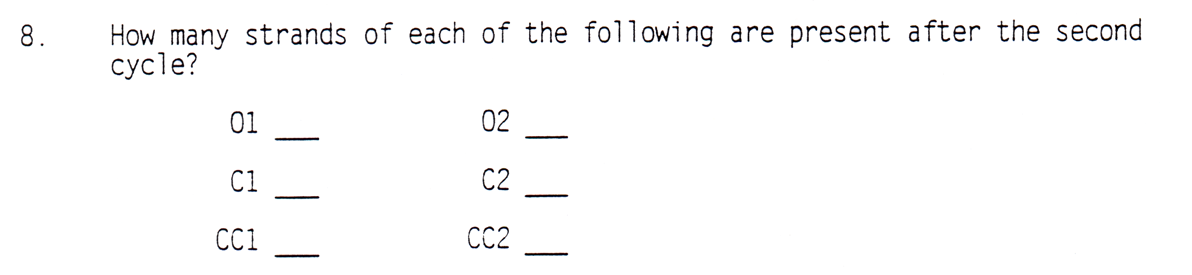 8. How many strands of each of the following are present after the second
cycle?
O1 ___ O2 ___
C1 ___ C2 ___
CC1 ___ CC2 ___